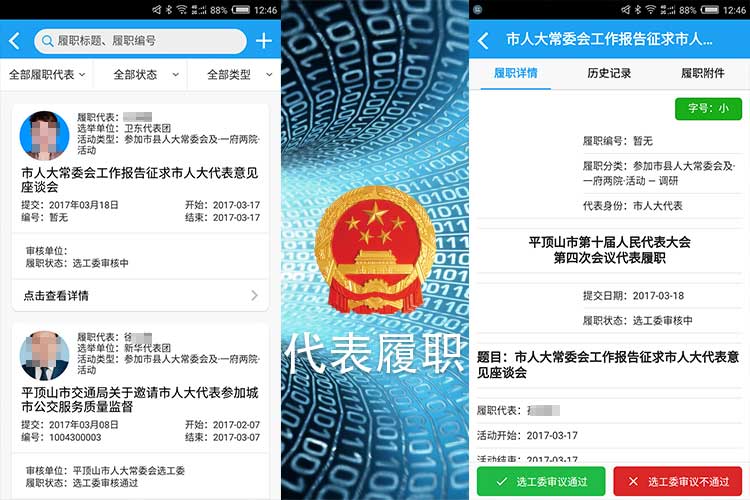 88% 12:46
履职标题、履职编号
全部履职代表 全部状态 全部类型
履职代表：
选举单位：卫东代表团
活动类型：参加市县人大常委会及·一府两院·
活动
市人大常委会工作报告征求市人大代表意见
座谈会
提交：2017年03月18日 开始：2017-03-17
编号：暂无 结束：2017-03-17
审核单位：
履职状态：选工委审核中
点击查看详情
履职代表：徐
选举单位：新华代表团
活动类型：参加市县人大常委会及·一府两院·
活动
平顶山市交通局关于邀请市人大代表参加城
市公交服务质量监督
提交：2017年03月08日 开始：2017-02-07
编号：1004300003 结束：2017-03-07
审核单位：平顶山市人大常委会选工委
履职状态：选工委审核通过
代表履职
88% 12:46
市人大常委会工作报告征求市人...
履职详情 历史记录 履职附件
字号：小
履职编号：暂无
履职分类：参加市县人大常委会及·
一府两院·活动 — 调研
代表身份：市人大代表
平顶山市第十届人民代表大会
第四次会议代表履职
提交日期：2017-03-18
履职状态：选工委审核中
题目：市人大常委会工作报告征求市人大代表意
见座谈会
履职代表：
活动开始：2017-03-17
活动结束：2017-03-17
选工委审议通过 选工委审议不通过